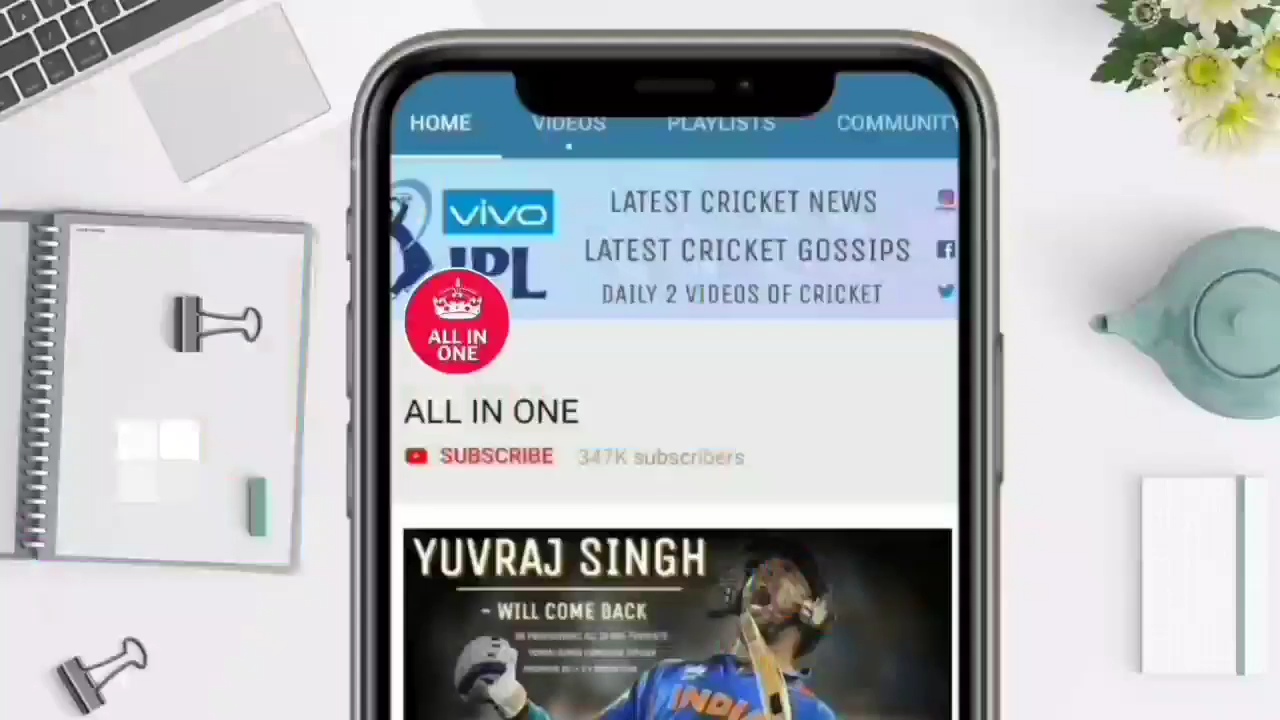 HOME VIDEOS PLAYLISTS COMMUNITY
vivo
IPL
LATEST CRICKET NEWS
LATEST CRICKET GOSSIPS
DAILY 2 VIDEOS OF CRICKET
ALL IN
ONE
ALL IN ONE
SUBSCRIBE 347K subscribers
YUVRAJ SINGH
- WILL COME BACK
INDIA